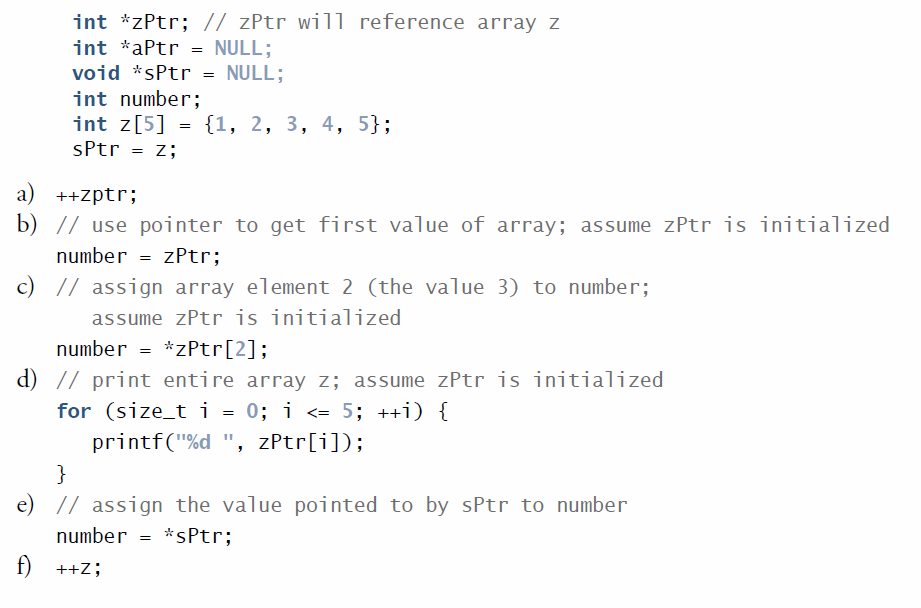 int *zPtr; // zPtr will reference array z
int *aPtr = NULL;
void *sPtr = NULL;
int number;
int z[5] = {1, 2, 3, 4, 5};
sPtr = z;
a) ++zptr;
b) // use pointer to get first value of array; assume zPtr is initialized
number = zPtr;
c) // assign array element 2 (the value 3) to number;
assume zPtr is initialized
number = *zPtr[2];
d) // print entire array z; assume zPtr is initialized
for (size_t i = 0; i <= 5; ++i) {
printf("%d ", zPtr[i]);
}
e) // assign the value pointed to by sPtr to number
number = *sPtr;
f) ++z;